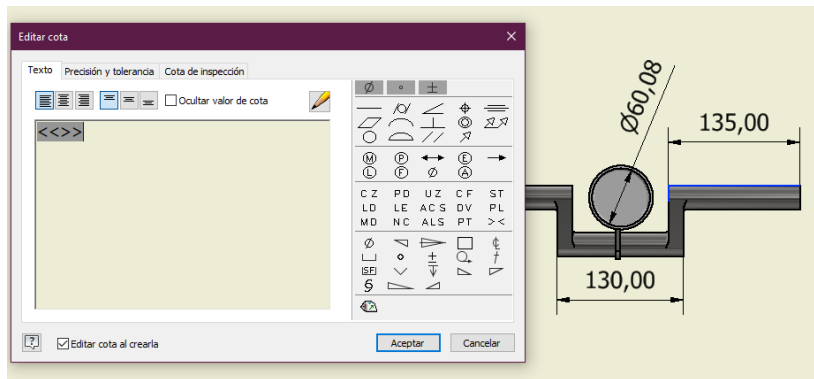 Editar cota
Texto Precisión y tolerancia Cota de inspección
Ocultar valor de cota
<<>>
CZ PD UZ CF ST
LD LE ACS DV PL
MD NC ALS PT ><
SF
Editar cota al crearla
Aceptar Cancelar
Ø60,08
135,00
130,00